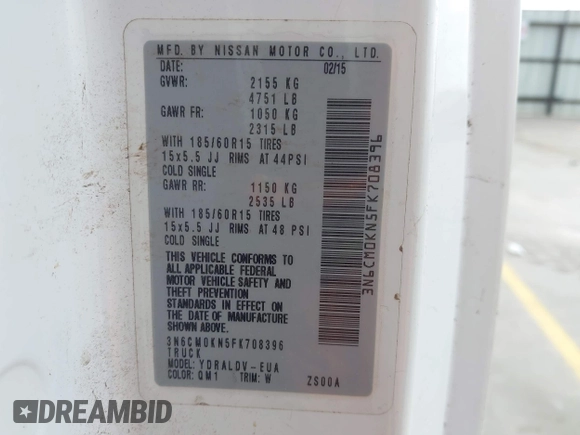 MFD. BY NISSAN MOTOR CO., LTD.
DATE: 02/15
GVWR: 2155 KG
4751 LB
GAWR FR: 1050 KG
2315 LB
WITH 185/60R15 TIRES
15x5.5 JJ RIMS AT 44PSI
COLD SINGLE
GAWR RR: 1150 KG
2535 LB
WITH 185/60R15 TIRES
15x5.5 JJ RIMS AT 48 PSI
COLD SINGLE
THIS VEHICLE CONFORMS TO
ALL APPLICABLE FEDERAL
MOTOR VEHICLE SAFETY AND
THEFT PREVENTION
STANDARDS IN EFFECT ON
THE DATE OF MANUFACTURE
SHOWN ABOVE.
3N6CM0KN5FK708396
TRUCK
MODEL: YDRALDV-EUA
COLOR: QM1 TRIM: W ZS00A
3N6CM0KN5FK708396
DREAMBID